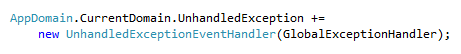 AppDomain.CurrentDomain.UnhandledException +=
new UnhandledExceptionEventHandler(GlobalExceptionHandler);